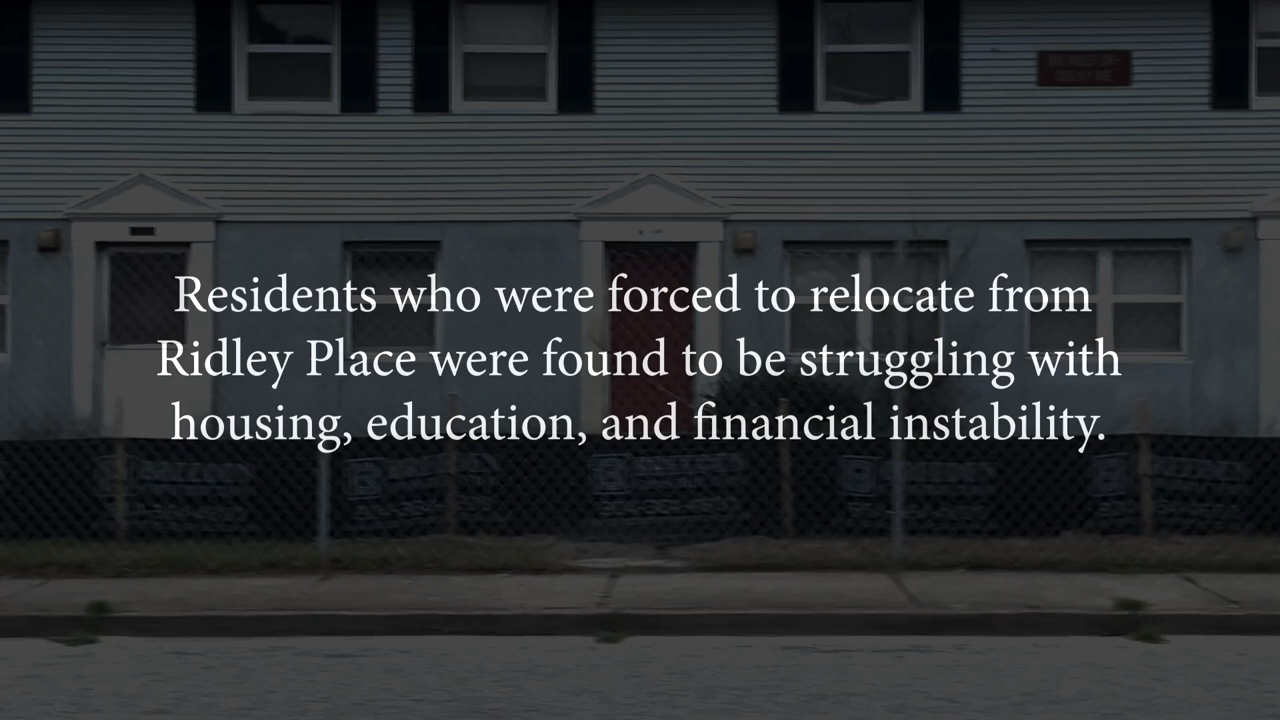 Residents who were forced to relocate from
Ridley Place were found to be struggling with
housing, education, and financial instability.